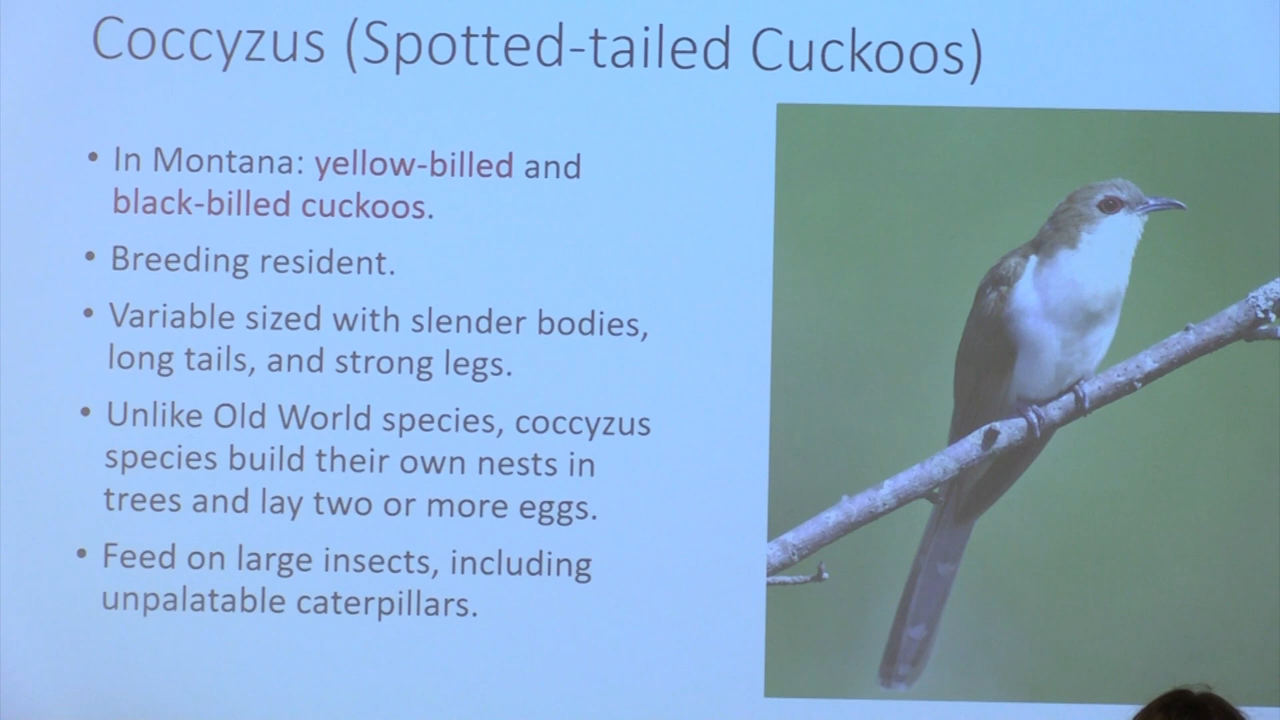 Coccyzus (Spotted-tailed Cuckoos)
• In Montana: yellow-billed and
black-billed cuckoos.
• Breeding resident.
• Variable sized with slender bodies,
long tails, and strong legs.
• Unlike Old World species, coccyzus
species build their own nests in
trees and lay two or more eggs.
• Feed on large insects, including
unpalatable caterpillars.